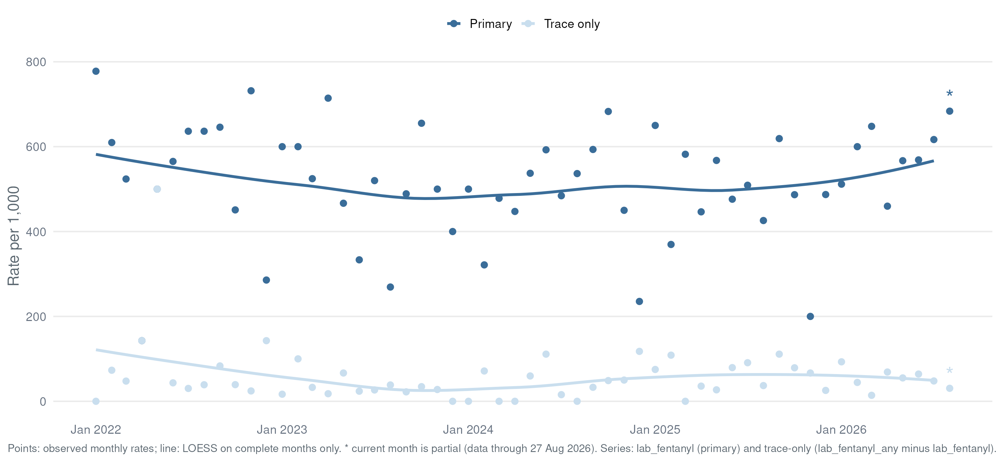 Primary
Trace only
800
600
400
200
0
Rate per 1,000
*
*
Jan 2022
Jan 2023
Jan 2024
Jan 2025
Jan 2026
Points: observed monthly rates; line: LOESS on complete months only. * current month is partial (data through 27 Aug 2026). Series: lab_fentanyl (primary) and trace-only (lab_fentanyl_any minus lab_fentanyl).